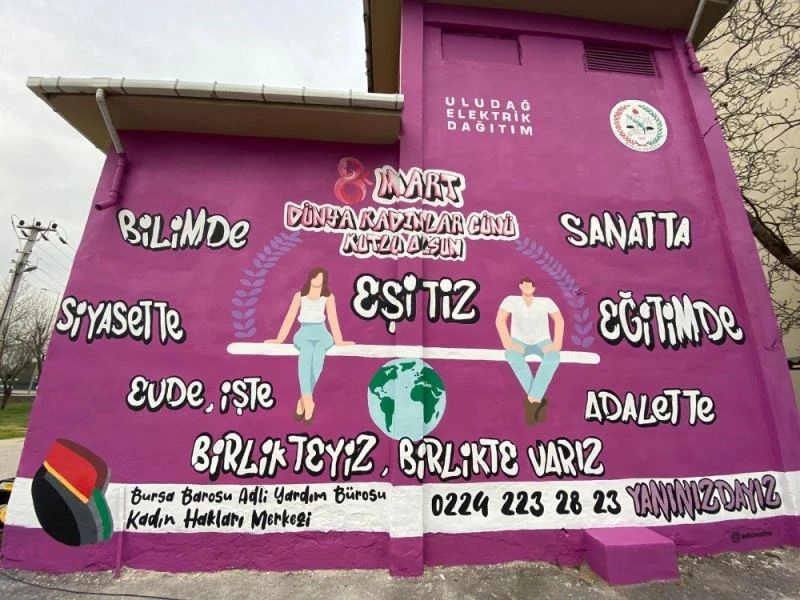 ULUDAĞ
ELEKTRİK
DAĞITIM
8 MART
DÜNYA KADINLAR GÜNÜ
KUTLU OLSUN
BİLİMDE
SANATTA
EŞİTİZ
SİYASETTE
EĞİTİMDE
EVDE, İŞTE
ADALETTE
BİRLİKTEYİZ, BİRLİKTE VARIZ
Bursa Barosu Adli Yardım Bürosu
Kadın Hakları Merkezi
0224 223 28 23 YANINIZDAYIZ